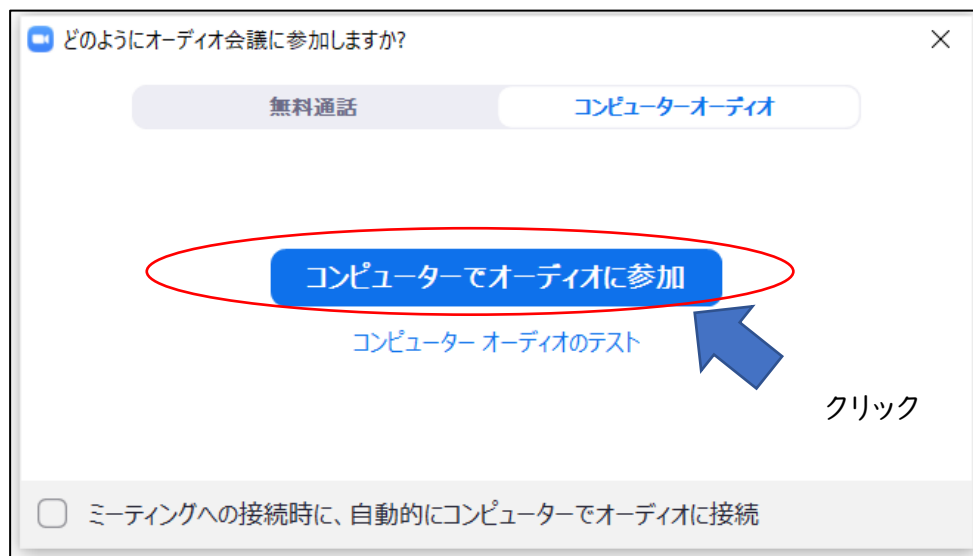 どのようにオーディオ会議に参加しますか?
無料通話 コンピューターオーディオ
コンピューターでオーディオに参加
コンピューター オーディオのテスト
クリック
ミーティングへの接続時に、自動的にコンピューターでオーディオに接続